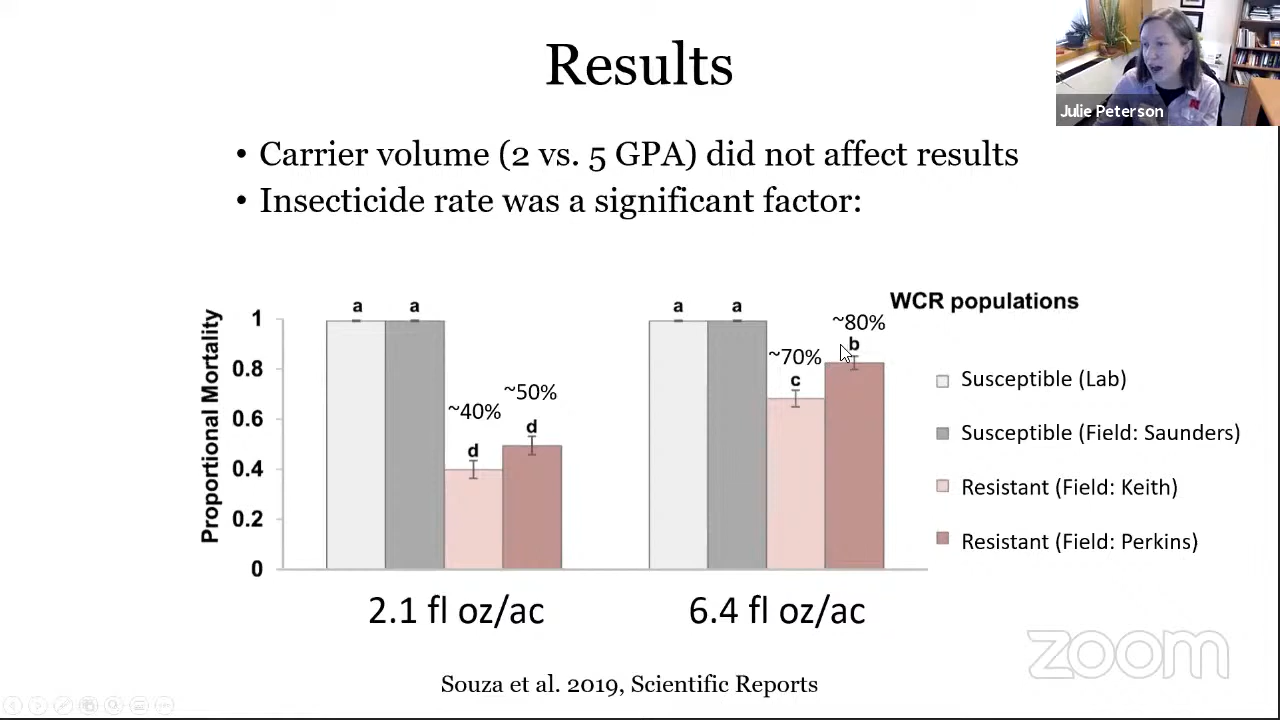 Results
Julie Peterson
• Carrier volume (2 vs. 5 GPA) did not affect results
• Insecticide rate was a significant factor:
WCR populations
Proportional Mortality
1
0.8
0.6
0.4
0.2
0
a
a
d
d
~40%
~50%
a
a
c
b
~70%
~80%
Susceptible (Lab)
Susceptible (Field: Saunders)
Resistant (Field: Keith)
Resistant (Field: Perkins)
2.1 fl oz/ac
6.4 fl oz/ac
zoom
Souza et al. 2019, Scientific Reports